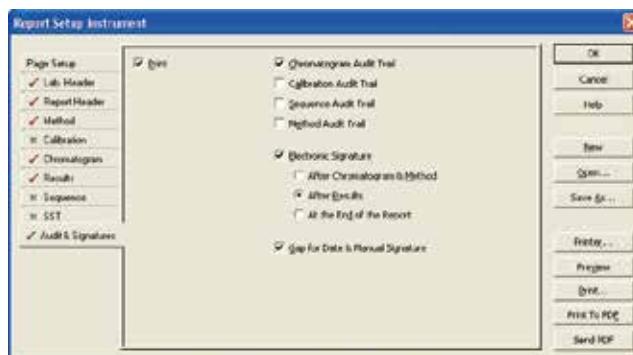 Report Setup Instrument
Page Setup
Lab. Header
Report Header
Method
Calibration
Chromatogram
Results
Sequence
SST
Audit & Signatures
Print
Chromatogram Audit Trail
Calibration Audit Trail
Sequence Audit Trail
Method Audit Trail
Electronic Signature
After Chromatogram & Method
After Results
At the End of the Report
Gap for Date & Manual Signature
OK
Cancel
Help
New
Open...
Save As...
Printer...
Preview
Print...
Print To PDF
Send PDF